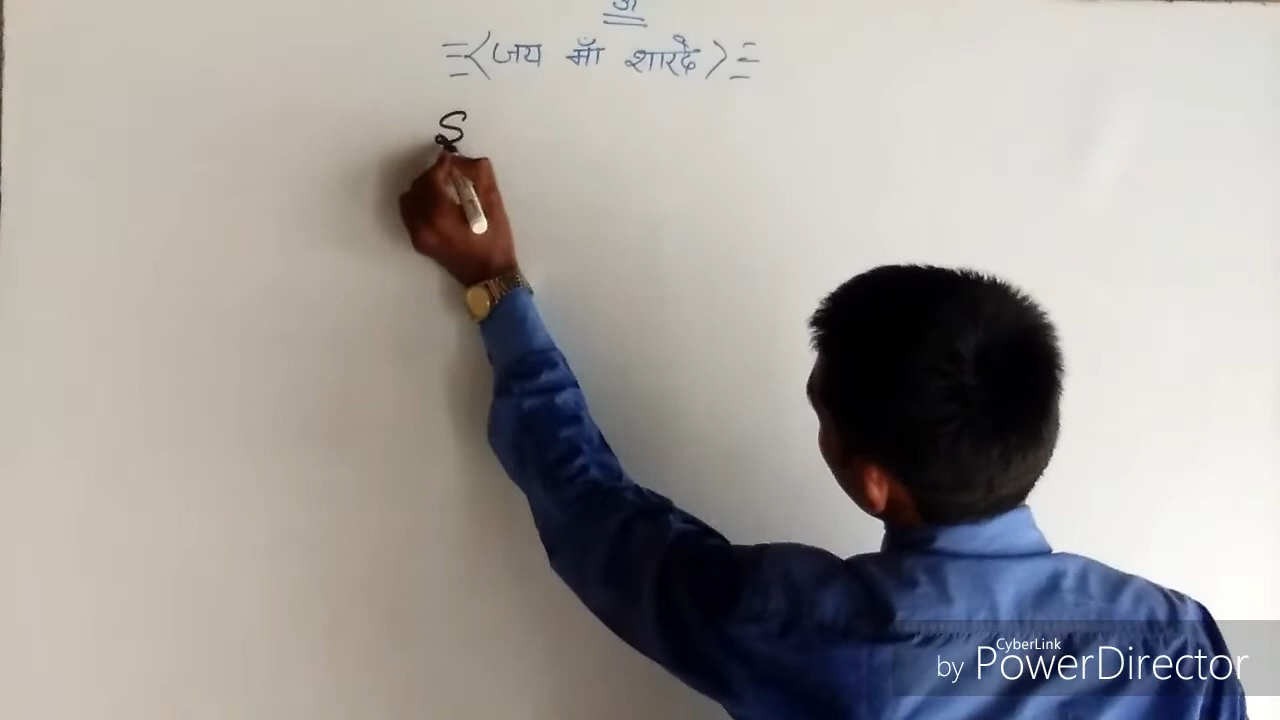 =< जय माँ शारदे >=
S
CyberLink
by PowerDirector